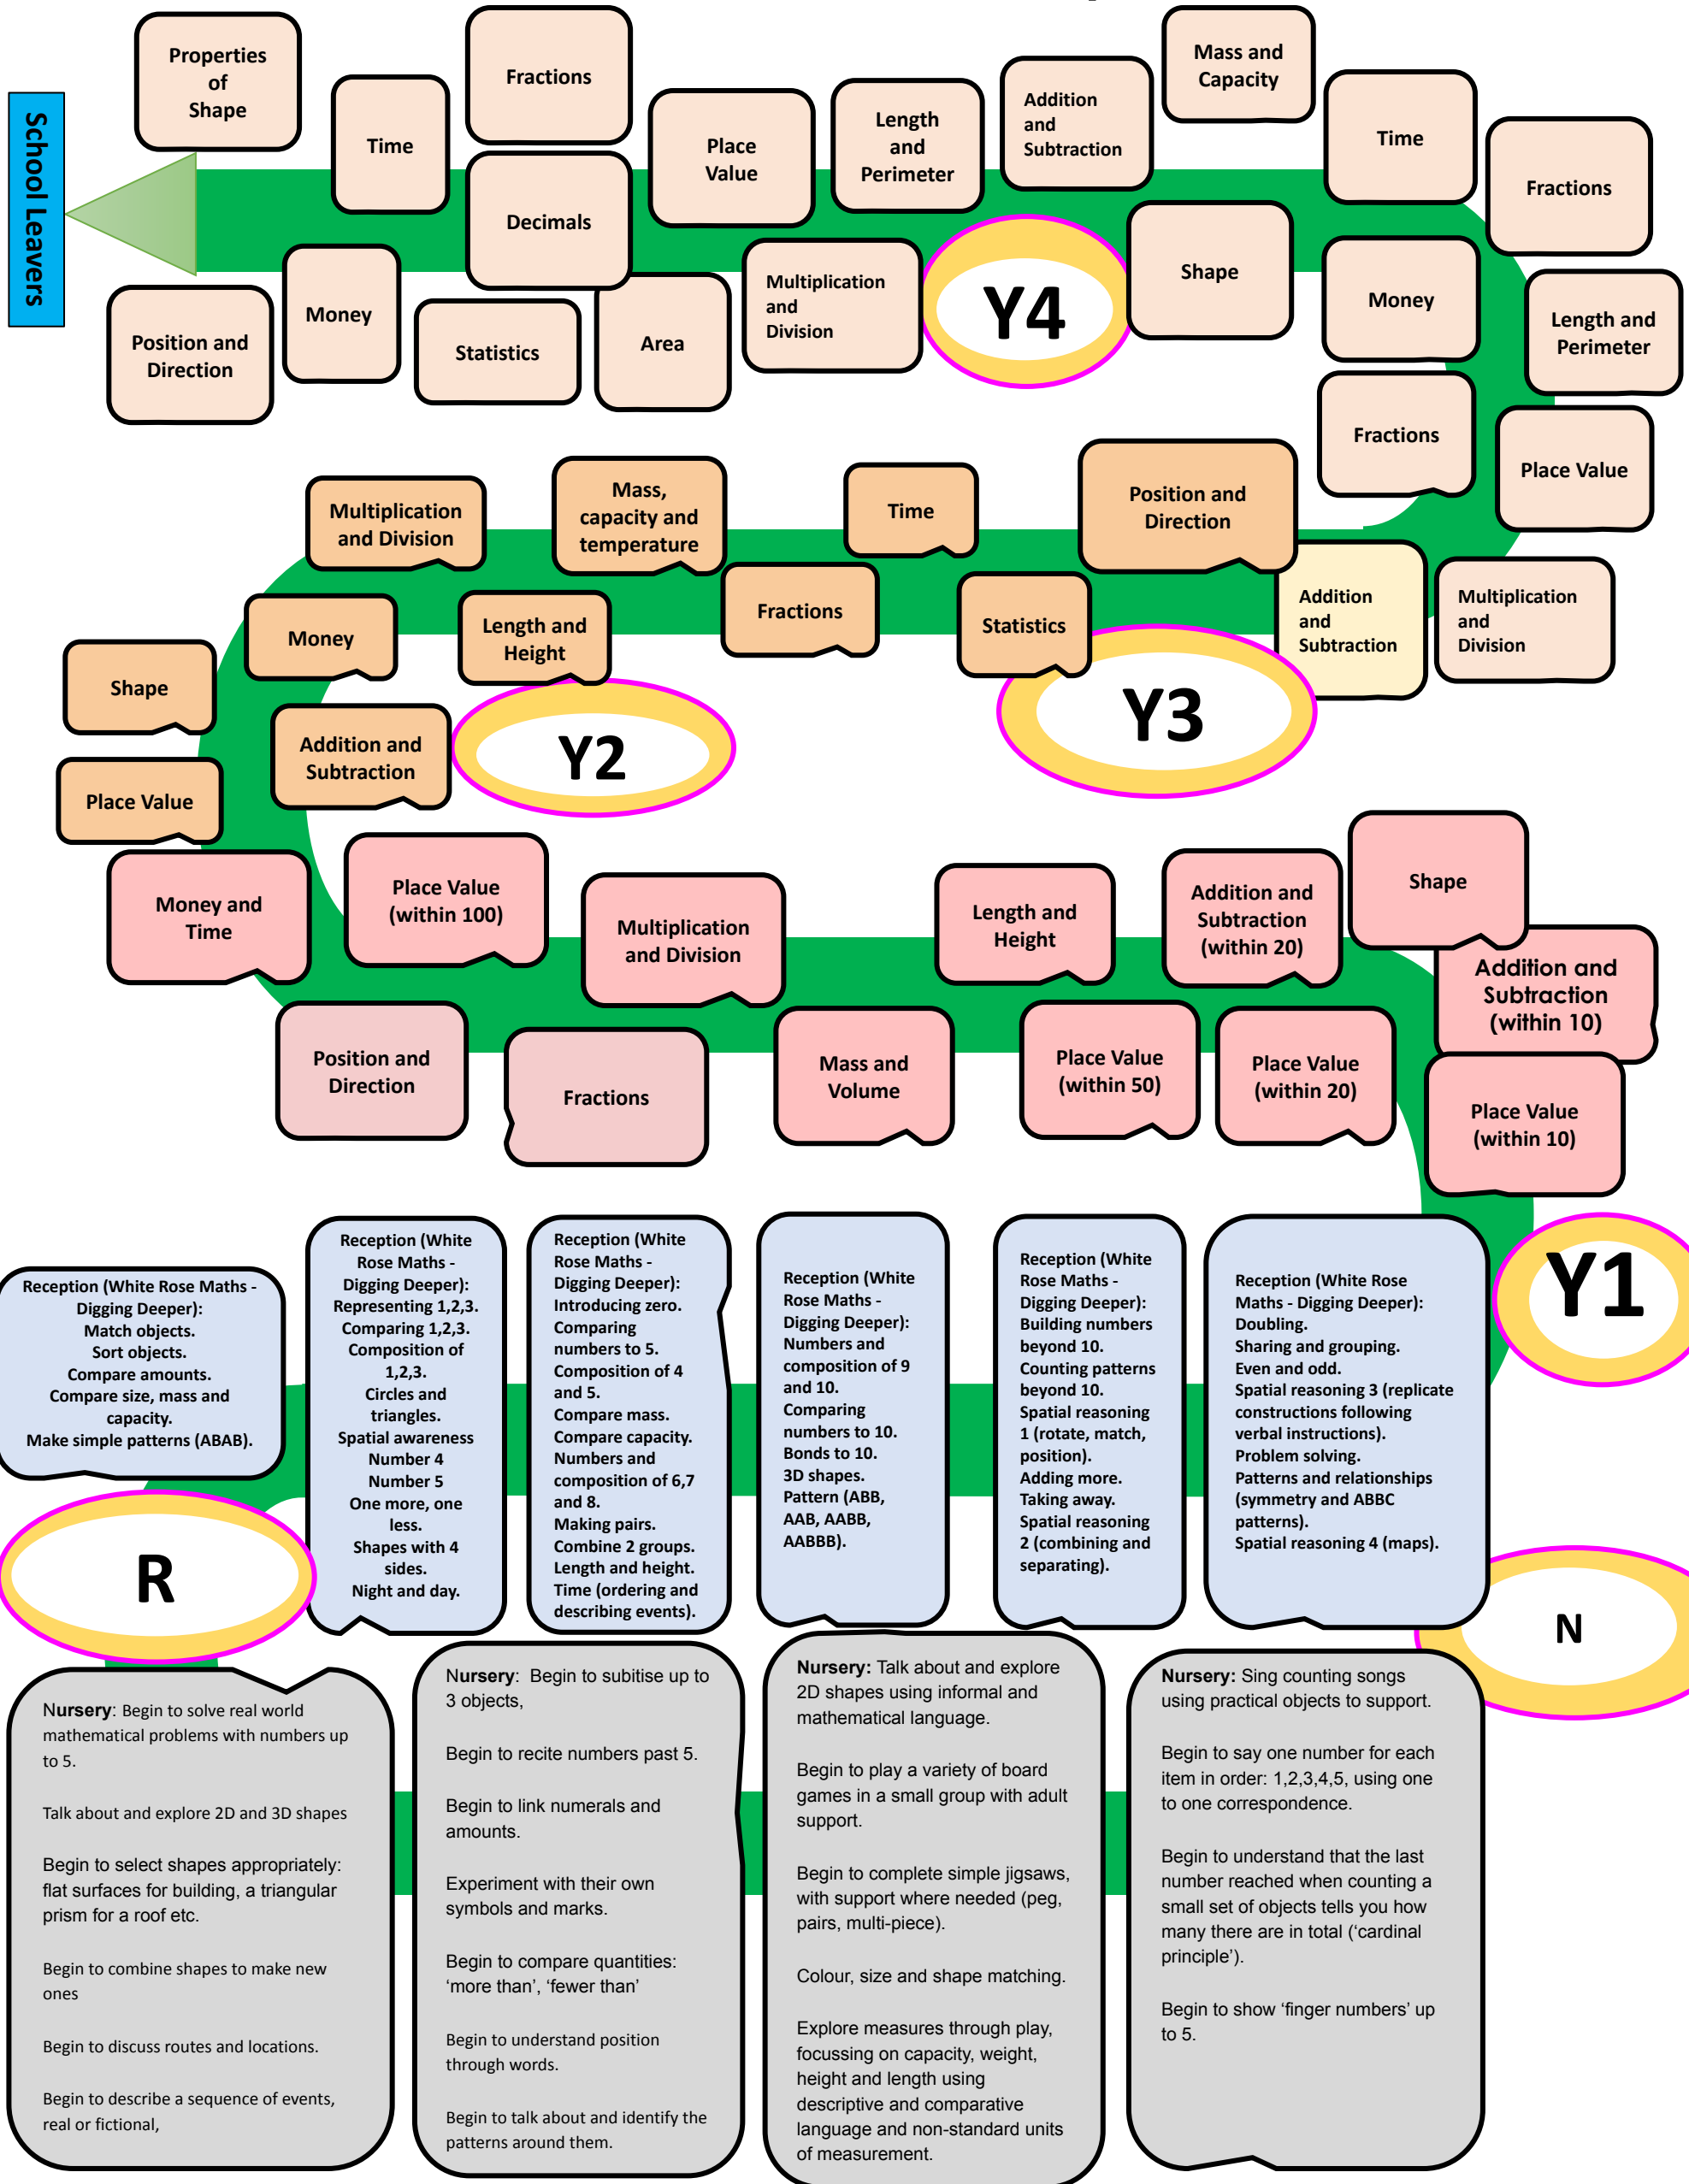 Properties
of
Shape
Time
Fractions
Decimals
Place
Value
Length
and
Perimeter
Addition
and
Subtraction
Mass and
Capacity
Time
Fractions
School Leavers
Position and
Direction
Money
Statistics
Area
Multiplication
and
Division
Y4
Shape
Money
Length and
Perimeter
Fractions
Place Value
Multiplication
and Division
Mass,
capacity and
temperature
Time
Position and
Direction
Money
Length and
Height
Fractions
Statistics
Addition
and
Subtraction
Multiplication
and
Division
Shape
Addition and
Subtraction
Y2
Y3
Place Value
Money and
Time
Place Value
(within 100)
Multiplication
and Division
Length and
Height
Addition and
Subtraction
(within 20)
Shape
Addition and
Subtraction
(within 10)
Position and
Direction
Fractions
Mass and
Volume
Place Value
(within 50)
Place Value
(within 20)
Place Value
(within 10)
Reception (White Rose Maths -
Digging Deeper):
Match objects.
Sort objects.
Compare amounts.
Compare size, mass and
capacity.
Make simple patterns (ABAB).
Reception (White
Rose Maths -
Digging Deeper):
Representing 1,2,3.
Comparing 1,2,3.
Composition of
1,2,3.
Circles and
triangles.
Spatial awareness
Number 4
Number 5
One more, one
less.
Shapes with 4
sides.
Night and day.
Reception (White
Rose Maths -
Digging Deeper):
Introducing zero.
Comparing
numbers to 5.
Composition of 4
and 5.
Compare mass.
Compare capacity.
Numbers and
composition of 6,7
and 8.
Making pairs.
Combine 2 groups.
Length and height.
Time (ordering and
describing events).
Reception (White
Rose Maths -
Digging Deeper):
Numbers and
composition of 9
and 10.
Comparing
numbers to 10.
Bonds to 10.
3D shapes.
Pattern (ABB,
AAB, AABB,
AABBB).
Reception (White
Rose Maths -
Digging Deeper):
Building numbers
beyond 10.
Counting patterns
beyond 10.
Spatial reasoning
1 (rotate, match,
position).
Adding more.
Taking away.
Spatial reasoning
2 (combining and
separating).
Reception (White Rose
Maths - Digging Deeper):
Doubling.
Sharing and grouping.
Even and odd.
Spatial reasoning 3 (replicate
constructions following
verbal instructions).
Problem solving.
Patterns and relationships
(symmetry and ABBC
patterns).
Spatial reasoning 4 (maps).
Y1
R
N
Nursery: Begin to solve real world
mathematical problems with numbers up
to 5.
Talk about and explore 2D and 3D shapes
Begin to select shapes appropriately:
flat surfaces for building, a triangular
prism for a roof etc.
Begin to combine shapes to make new
ones
Begin to discuss routes and locations.
Begin to describe a sequence of events,
real or fictional,
Nursery:  Begin to subitise up to
3 objects,
Begin to recite numbers past 5.
Begin to link numerals and
amounts.
Experiment with their own
symbols and marks.
Begin to compare quantities:
‘more than’, ‘fewer than’
Begin to understand position
through words.
Begin to talk about and identify the
patterns around them.
Nursery: Talk about and explore
2D shapes using informal and
mathematical language.
Begin to play a variety of board
games in a small group with adult
support.
Begin to complete simple jigsaws,
with support where needed (peg,
pairs, multi-piece).
Colour, size and shape matching.
Explore measures through play,
focussing on capacity, weight,
height and length using
descriptive and comparative
language and non-standard units
of measurement.
Nursery: Sing counting songs
using practical objects to support.
Begin to say one number for each
item in order: 1,2,3,4,5, using one
to one correspondence.
Begin to understand that the last
number reached when counting a
small set of objects tells you how
many there are in total (‘cardinal
principle’).
Begin to show ‘finger numbers’ up
to 5.